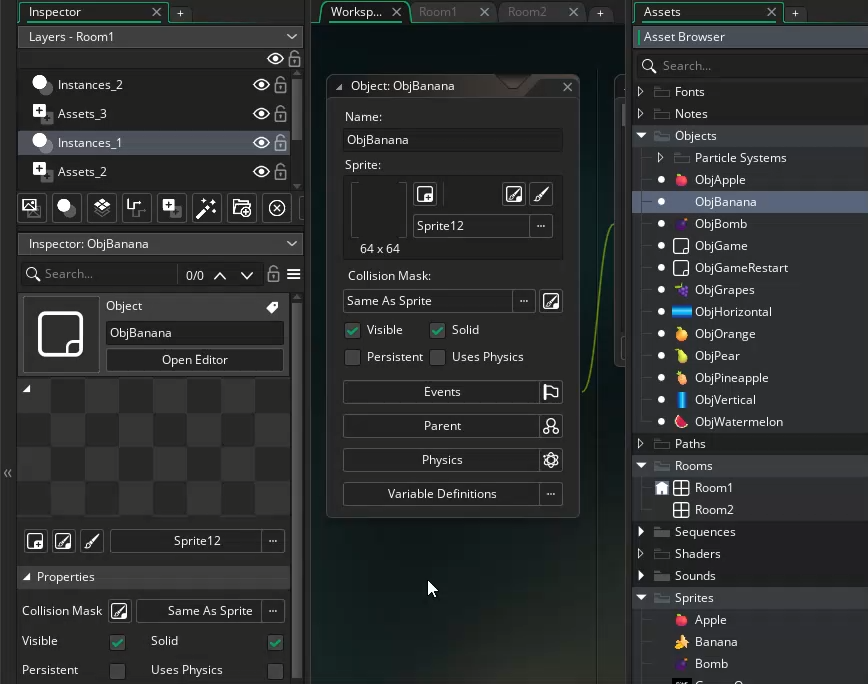 Inspector
Layers - Room1
Instances_2
Assets_3
Instances_1
Assets_2
Inspector: ObjBanana
Search...
0/0
Object
ObjBanana
Open Editor
Sprite12
Properties
Collision Mask
Same As Sprite
Visible
Solid
Persistent
Uses Physics
Worksp...
Room1
Room2
Object: ObjBanana
Name:
ObjBanana
Sprite:
Sprite12
64 x 64
Collision Mask:
Same As Sprite
Visible
Solid
Persistent
Uses Physics
Events
Parent
Physics
Variable Definitions
Assets
Asset Browser
Search...
Fonts
Notes
Objects
Particle Systems
ObjApple
ObjBanana
ObjBomb
ObjGame
ObjGameRestart
ObjGrapes
ObjHorizontal
ObjOrange
ObjPear
ObjPineapple
ObjVertical
ObjWatermelon
Paths
Rooms
Room1
Room2
Sequences
Shaders
Sounds
Sprites
Apple
Banana
Bomb